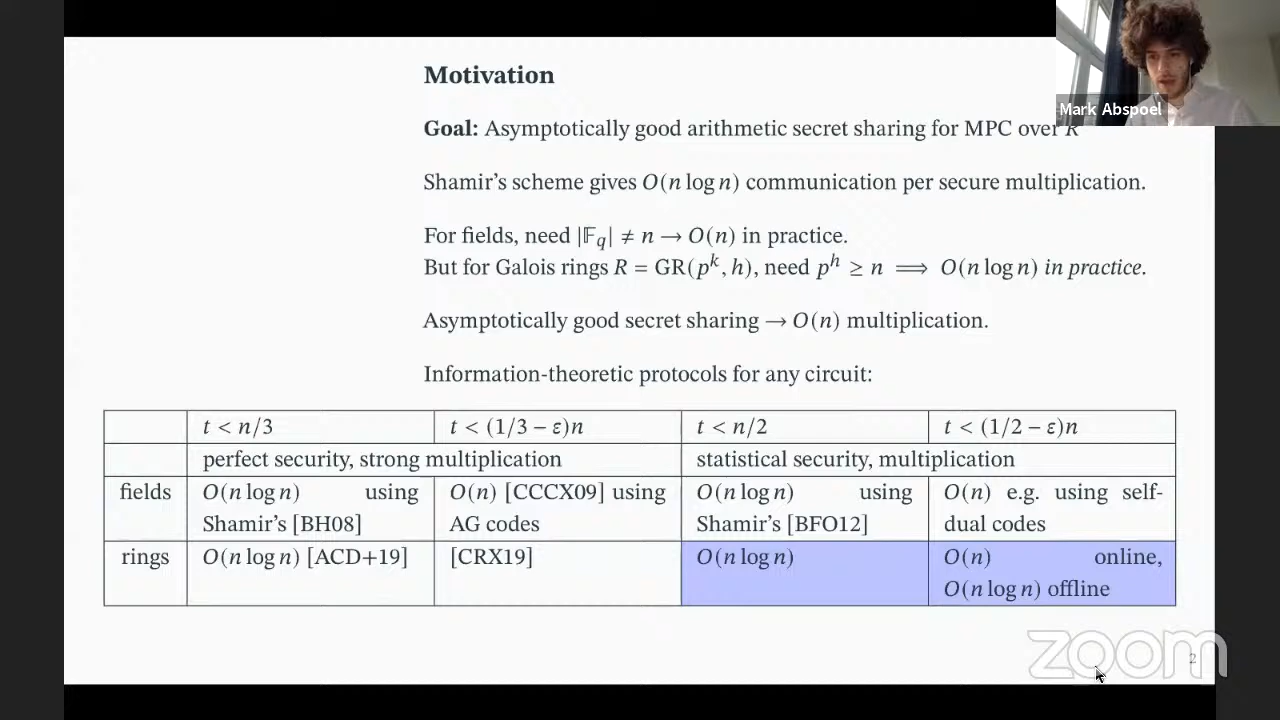 Mark Abspoel
Motivation
Goal: Asymptotically good arithmetic secret sharing for MPC over R
Shamir's scheme gives O(n log n) communication per secure multiplication.
For fields, need |𝔽_q| ≠ n → O(n) in practice.
But for Galois rings R = GR(p^k, h), need p^h ≥ n ⟹ O(n log n) in practice.
Asymptotically good secret sharing → O(n) multiplication.
Information-theoretic protocols for any circuit:
t < n/3 t < (1/3 − ε)n t < n/2 t < (1/2 − ε)n
perfect security, strong multiplication statistical security, multiplication
fields O(n log n) using O(n) [CCCX09] using O(n log n) using O(n) e.g. using self-
Shamir's [BH08] AG codes Shamir's [BFO12] dual codes
rings O(n log n) [ACD+19] [CRX19] O(n log n) O(n) online,
O(n log n) offline
zoom
2